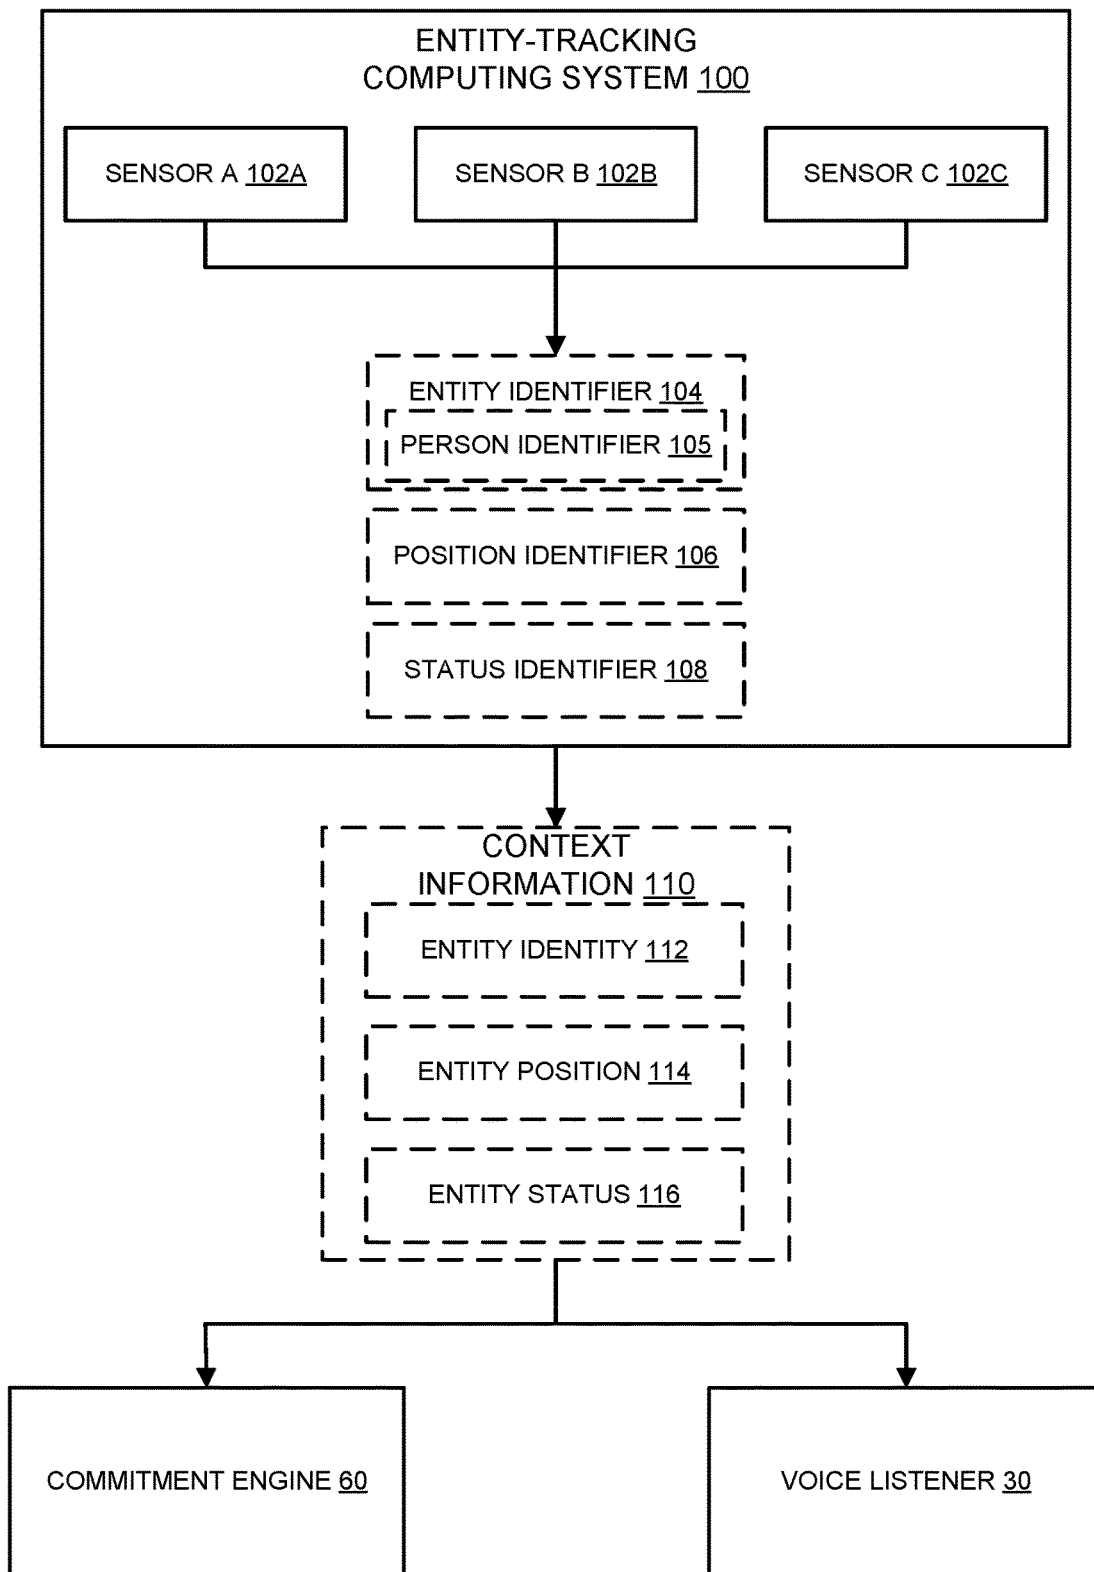 ENTITY-TRACKING
COMPUTING SYSTEM 100
SENSOR A 102A
SENSOR B 102B
SENSOR C 102C
ENTITY IDENTIFIER 104
PERSON IDENTIFIER 105
POSITION IDENTIFIER 106
STATUS IDENTIFIER 108
CONTEXT
INFORMATION 110
ENTITY IDENTITY 112
ENTITY POSITION 114
ENTITY STATUS 116
COMMITMENT ENGINE 60
VOICE LISTENER 30